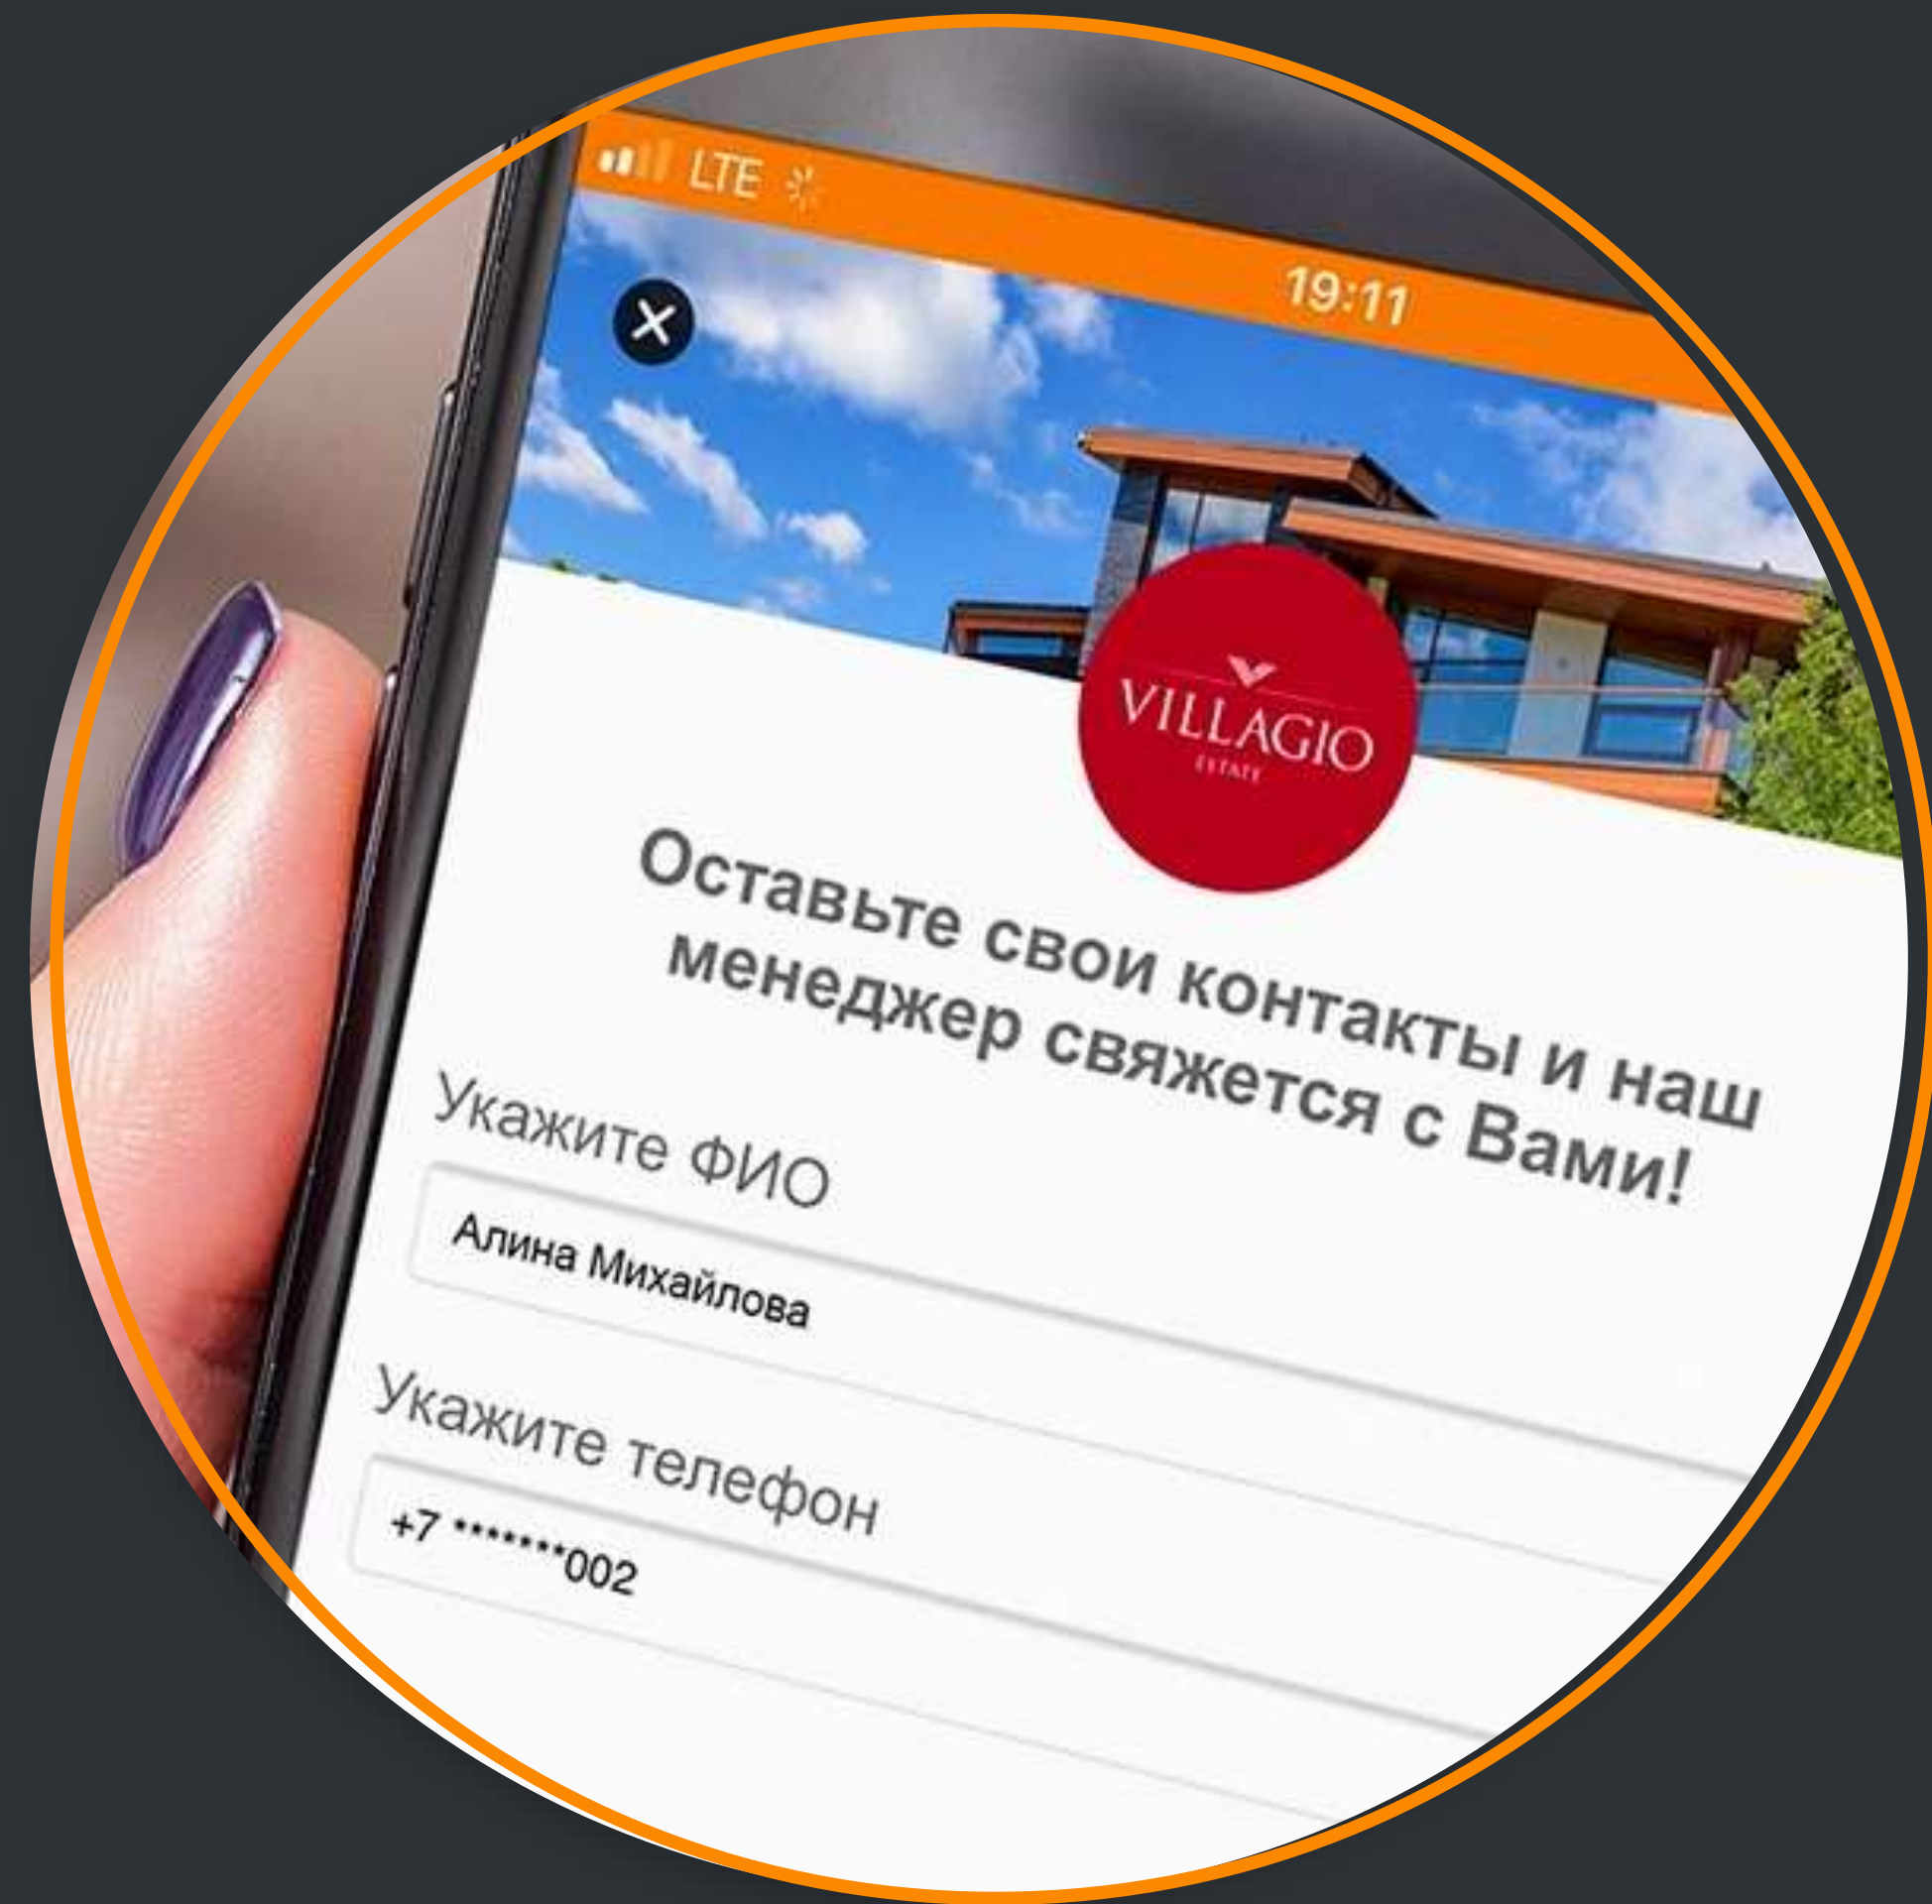 LTE
19:11
VILLAGIO
ESTATE
Оставьте свои контакты и наш
менеджер свяжется с Вами!
Укажите ФИО
Алина Михайлова
Укажите телефон
+7 *******002